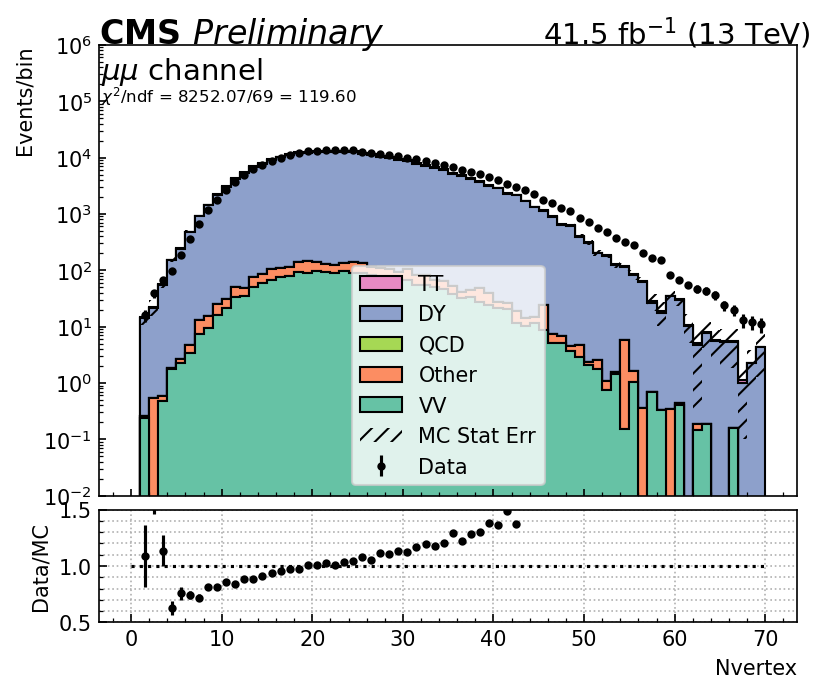 CMS Preliminary 41.5 fb⁻¹ (13 TeV)
μμ channel
χ²/ndf = 8252.07/69 = 119.60
Events/bin
10⁶
10⁵
10⁴
10³
10²
10¹
10⁰
10⁻¹
10⁻²
TT
DY
QCD
Other
VV
MC Stat Err
Data
Data/MC
1.5
1.0
0.5
0 10 20 30 40 50 60 70
Nvertex